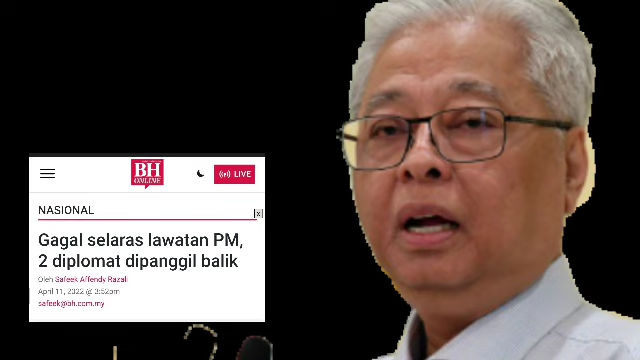 BH
ONLINE
LIVE
NASIONAL
x
Gagal selaras lawatan PM,
2 diplomat dipanggil balik
Oleh Safeek Affendy Razali
April 11, 2022 @ 3:52pm
safeek@bh.com.my